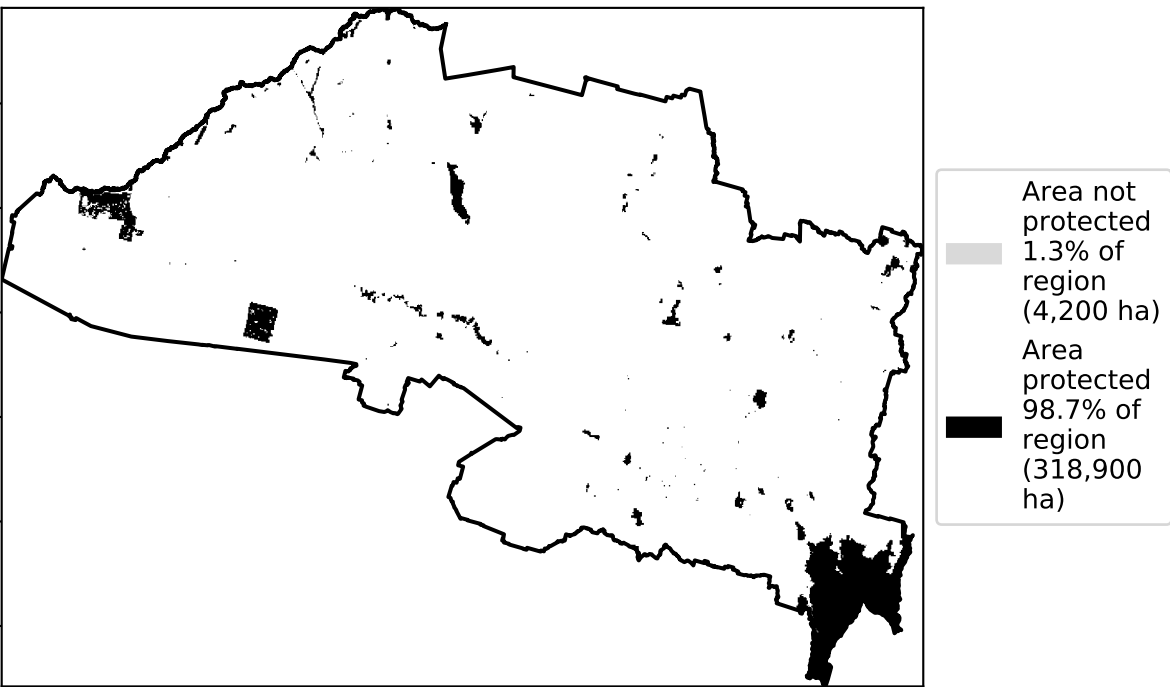 Area not
protected
1.3% of
region
(4,200 ha)
Area
protected
98.7% of
region
(318,900
ha)